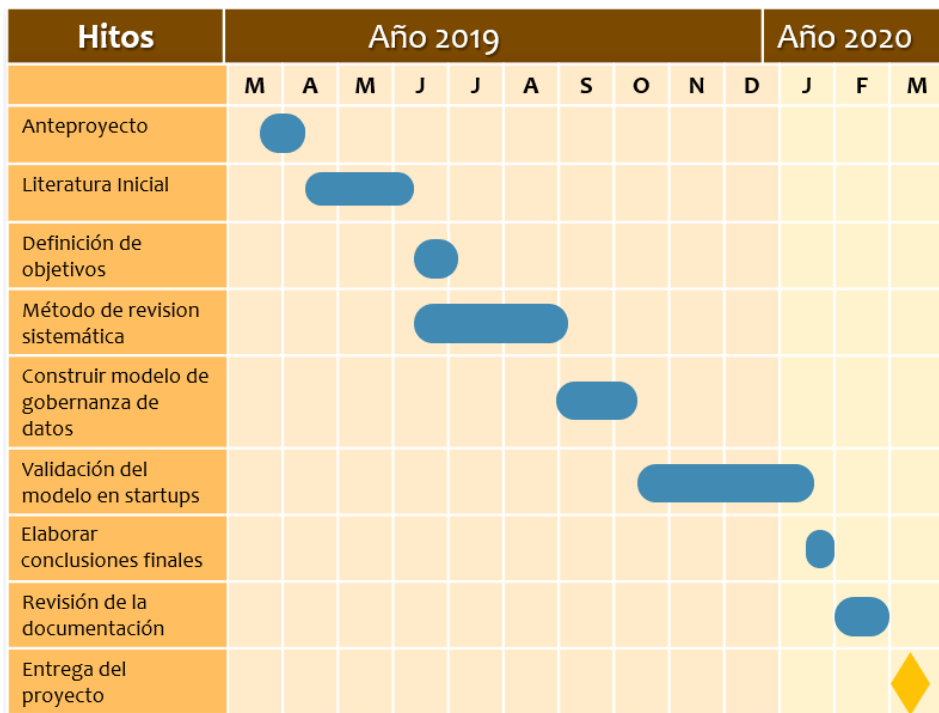 Hitos Año 2019 Año 2020
M A M J J A S O N D J F M
Anteproyecto
Literatura Inicial
Definición de
objetivos
Método de revision
sistemática
Construir modelo de
gobernanza de
datos
Validación del
modelo en startups
Elaborar
conclusiones finales
Revisión de la
documentación
Entrega del
proyecto